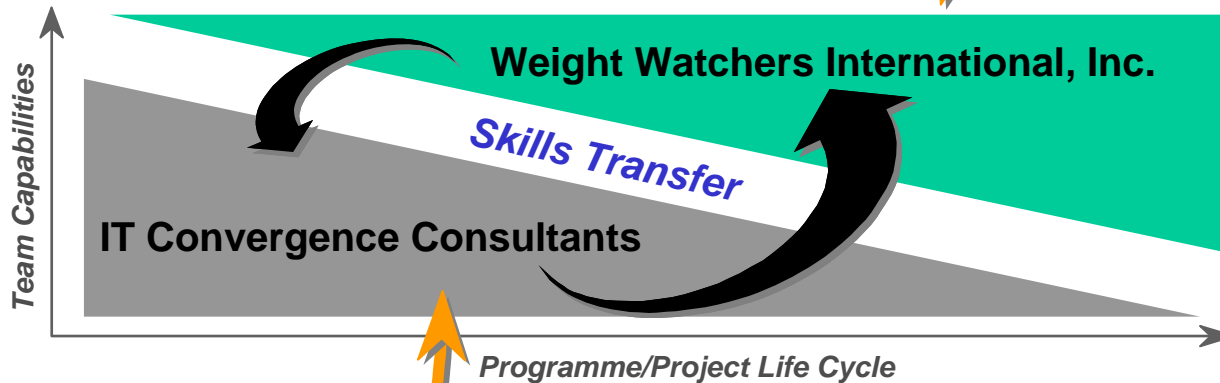 Weight Watchers International, Inc.
Skills Transfer
IT Convergence Consultants
Team Capabilities
Programme/Project Life Cycle